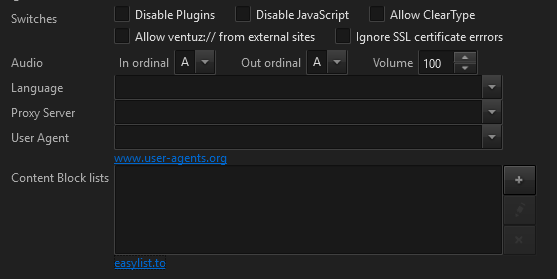 Switches Disable Plugins Disable JavaScript Allow ClearType
Allow ventuz:// from external sites Ignore SSL certificate errrors
Audio In ordinal A Out ordinal A Volume 100
Language
Proxy Server
User Agent
www.user-agents.org
Content Block lists
easylist.to